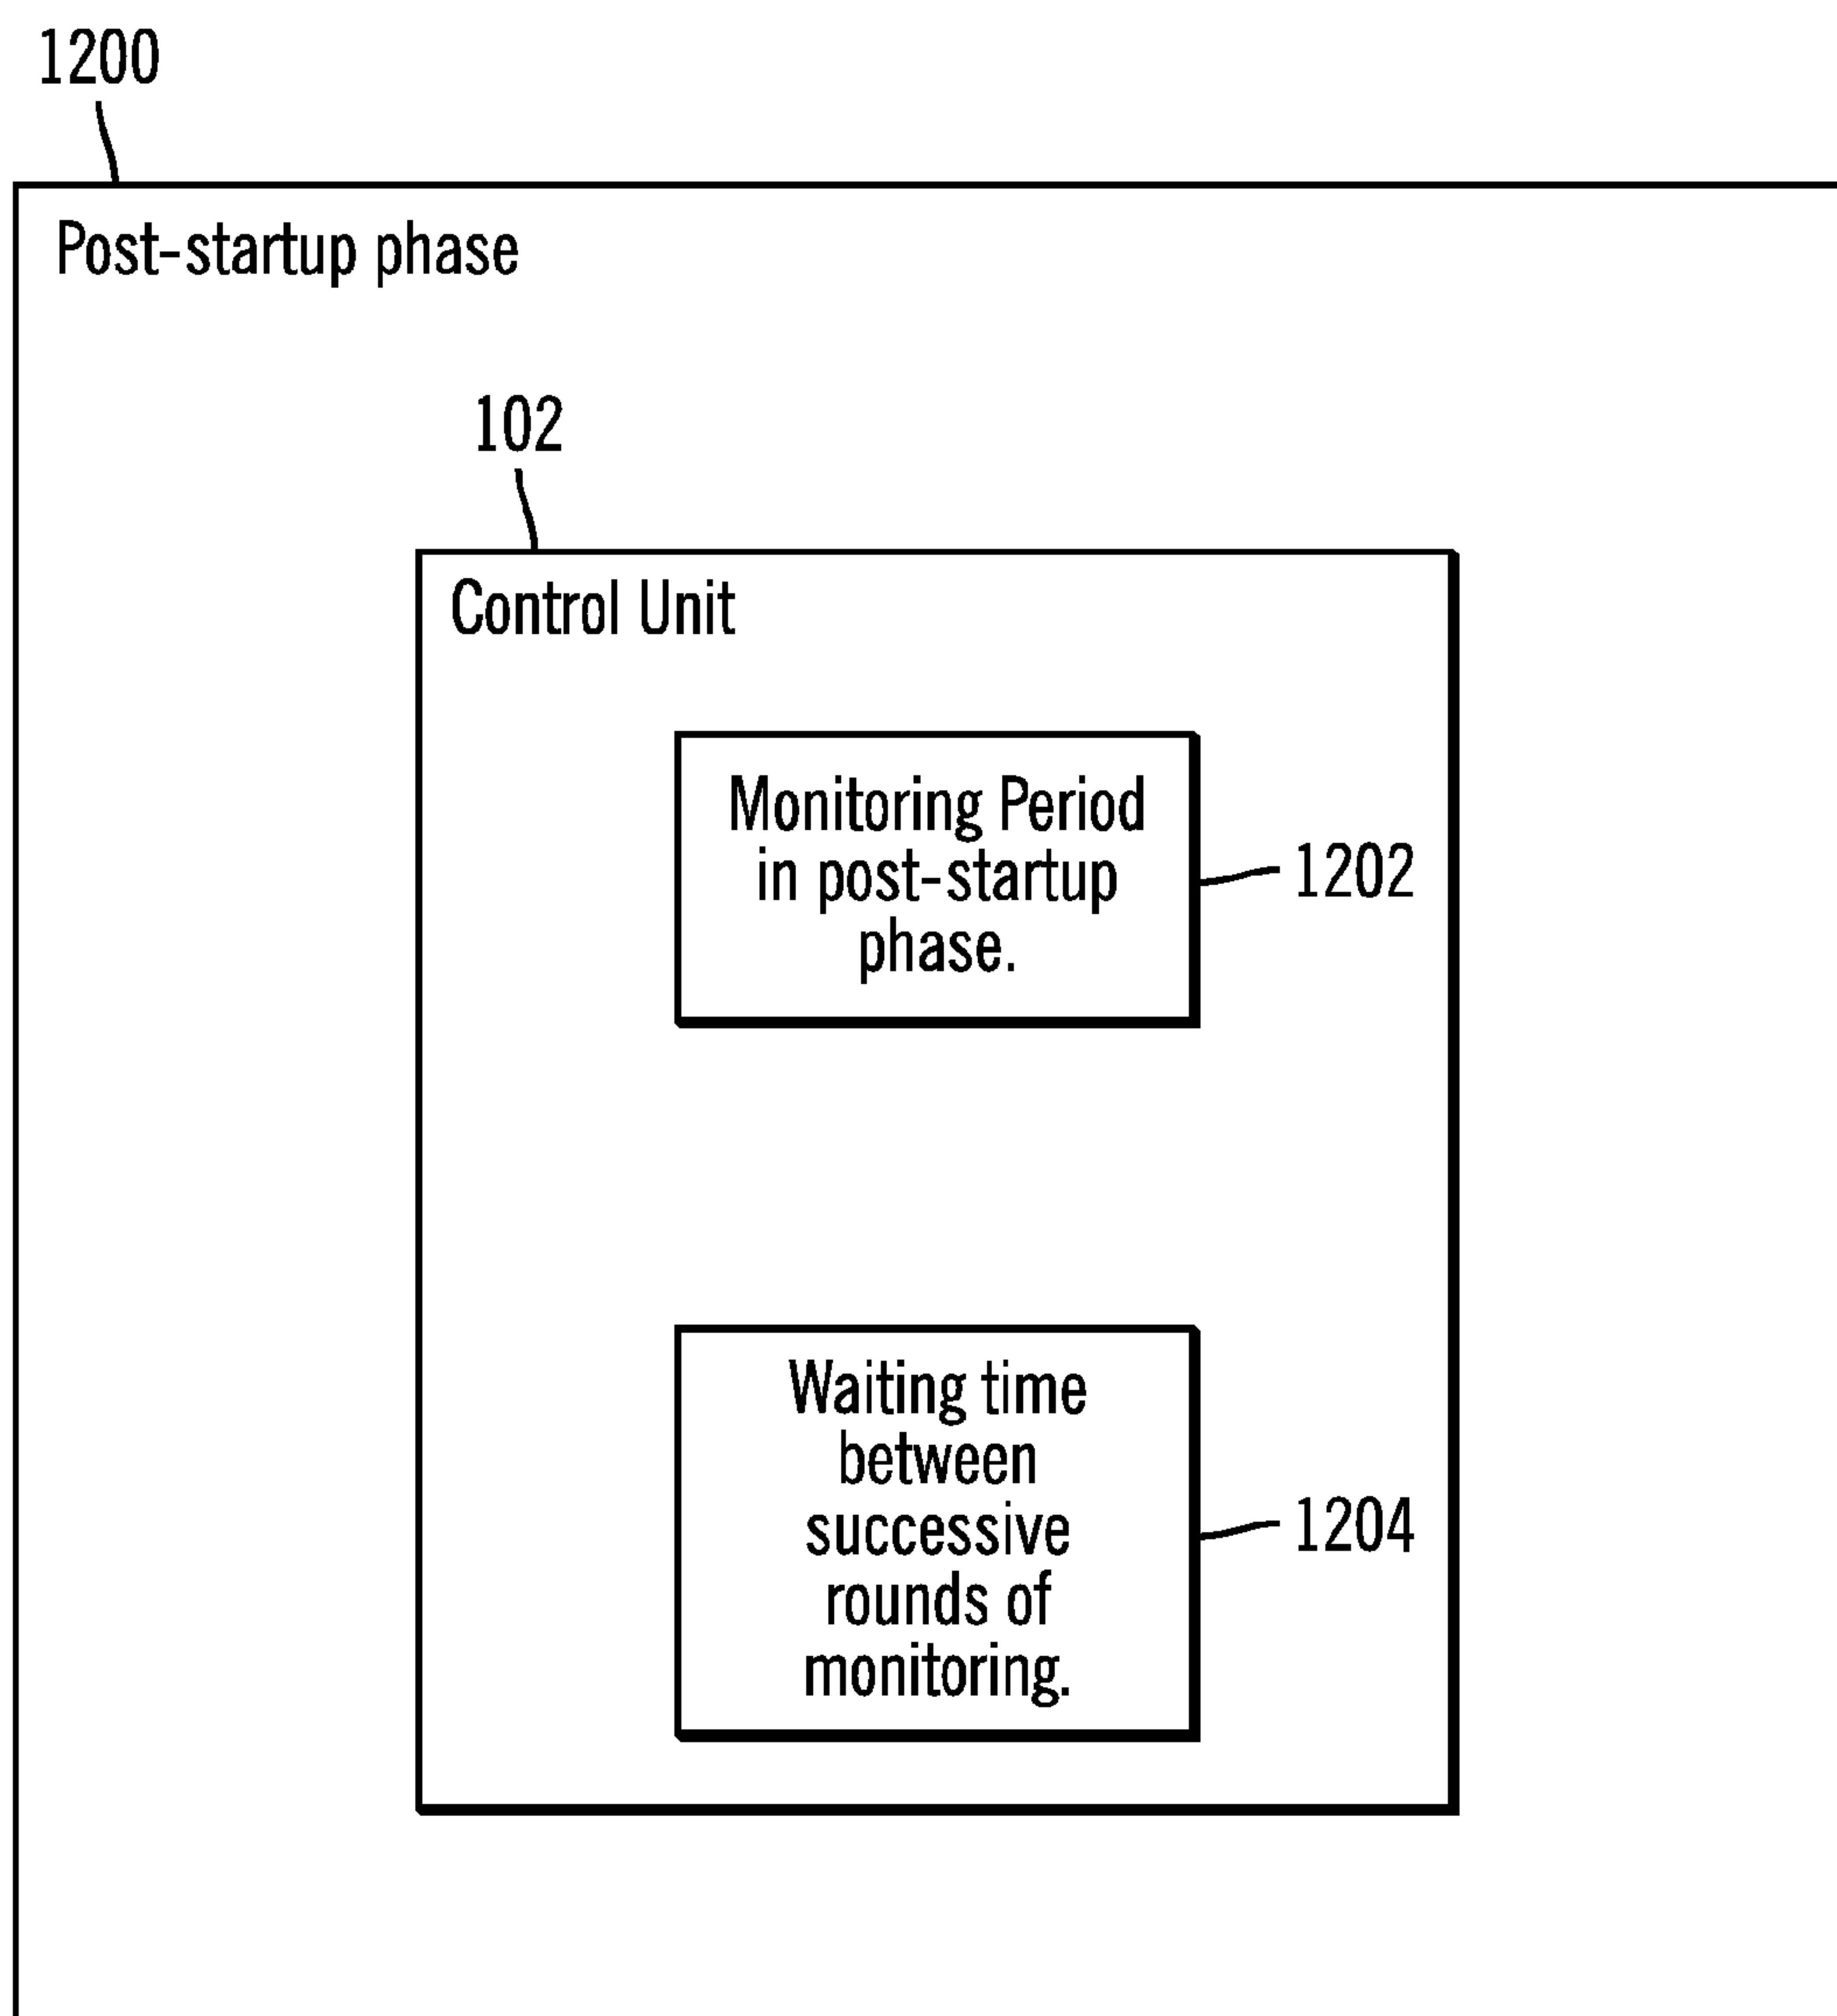 1200
Post-startup phase
102
Control Unit
Monitoring Period
in post-startup
phase.
1202
Waiting time
between
successive
rounds of
monitoring.
1204